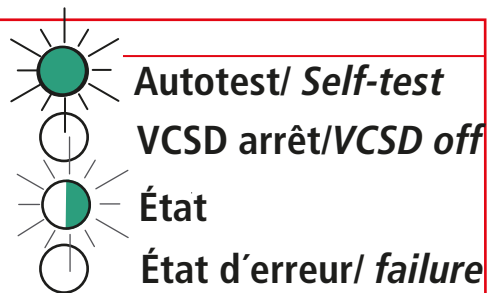 Autotest/ Self-test
VCSD arrêt/VCSD off
État
État d´erreur/ failure